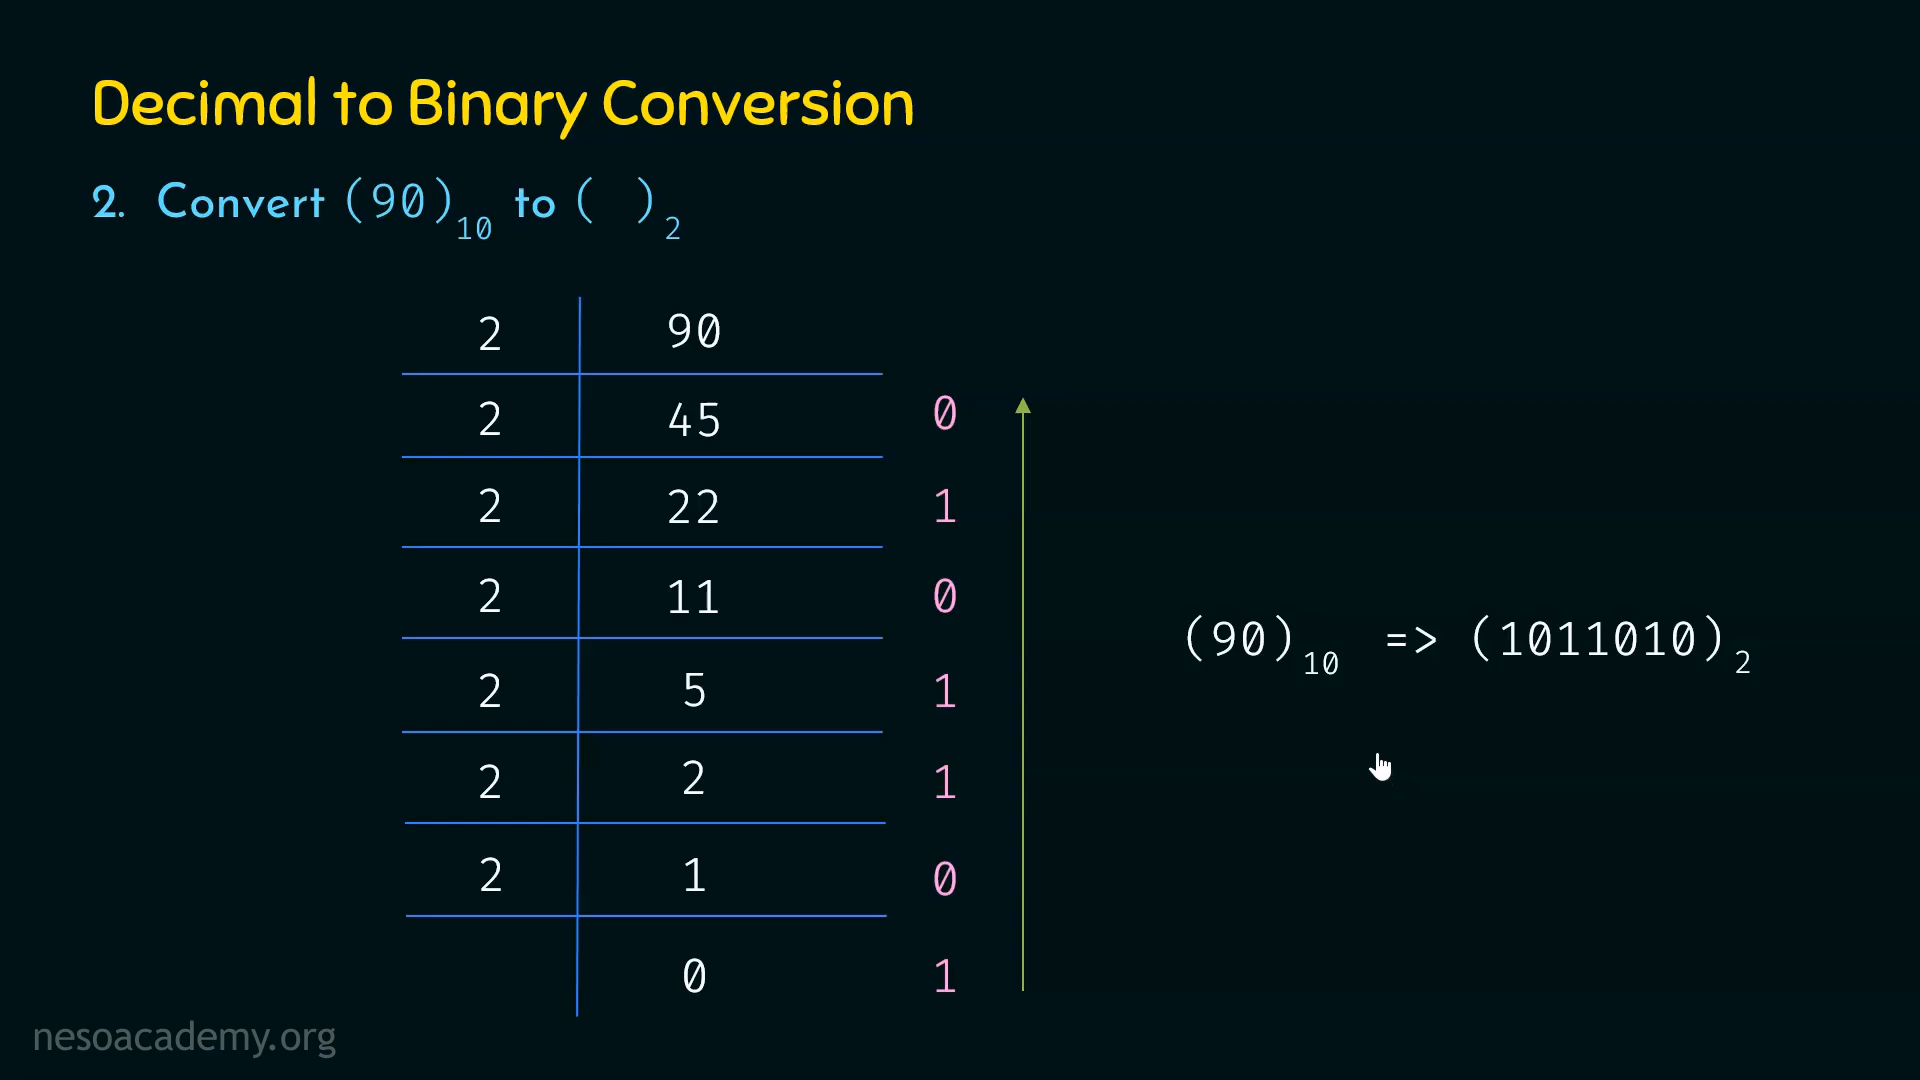 Decimal to Binary Conversion
2. Convert (90)10 to ( )2
2 90
2 45 0
2 22 1
2 11 0
2 5 1
2 2 1
2 1 0
0 1
(90)10 => (1011010)2
nesoacademy.org